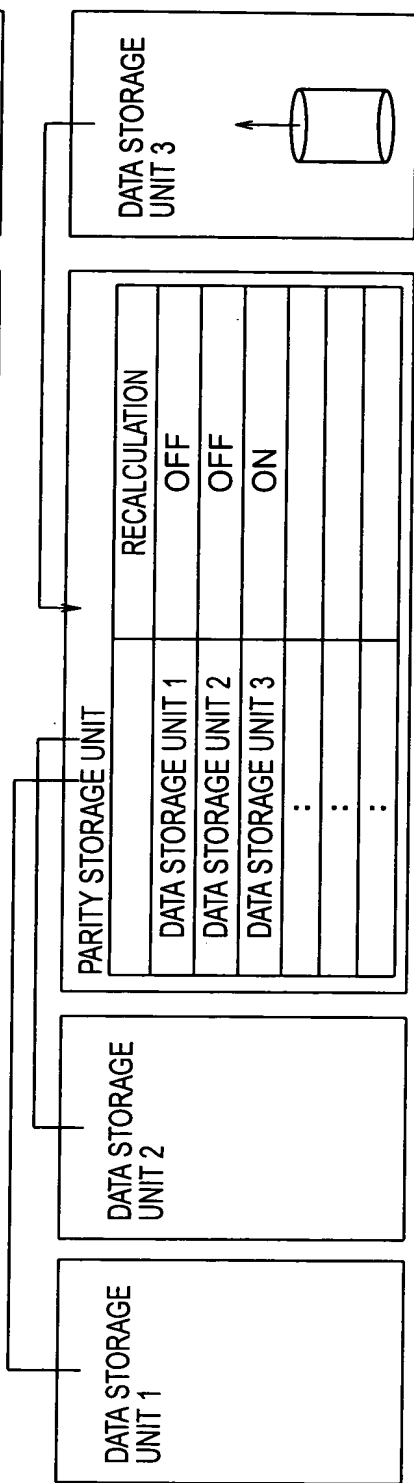 DATA STORAGE
UNIT 1
DATA STORAGE
UNIT 2
PARITY STORAGE UNIT
RECALCULATION
DATA STORAGE UNIT 1 OFF
DATA STORAGE UNIT 2 OFF
DATA STORAGE UNIT 3 ON
:
:
:
DATA STORAGE
UNIT 3